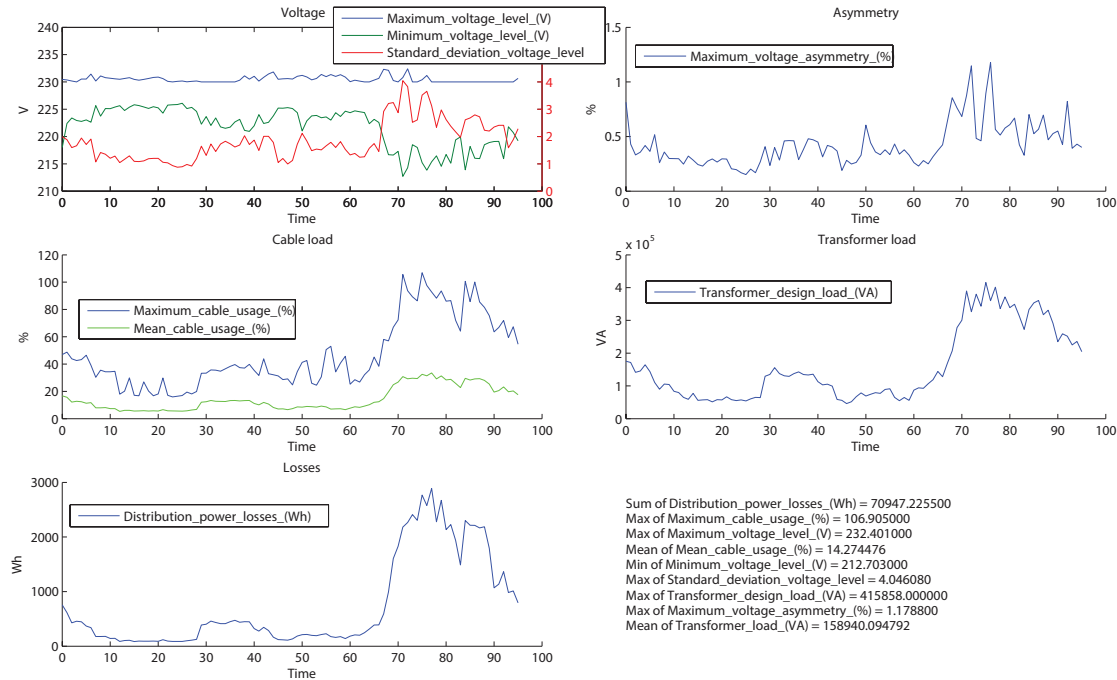 Voltage
Maximum_voltage_level_(V)
Minimum_voltage_level_(V)
Standard_deviation_voltage_level
240
235
230
225
220
215
210
V
4
3
2
1
0
0 10 20 30 40 50 60 70 80 90 100
Time
Asymmetry
Maximum_voltage_asymmetry_(%
1.5
1
0.5
0
%
0 10 20 30 40 50 60 70 80 90 100
Time
Cable load
Maximum_cable_usage_(%)
Mean_cable_usage_(%)
120
100
80
60
40
20
0
%
0 10 20 30 40 50 60 70 80 90 100
Time
Transformer load
x 10^5
Transformer_design_load_(VA)
5
4
3
2
1
0
VA
0 10 20 30 40 50 60 70 80 90 100
Time
Losses
Distribution_power_losses_(Wh)
3000
2000
1000
0
Wh
0 10 20 30 40 50 60 70 80 90 100
Time
Sum of Distribution_power_losses_(Wh) = 70947.225500
Max of Maximum_cable_usage_(%) = 106.905000
Max of Maximum_voltage_level_(V) = 232.401000
Mean of Mean_cable_usage_(%) = 14.274476
Min of Minimum_voltage_level_(V) = 212.703000
Max of Standard_deviation_voltage_level = 4.046080
Max of Transformer_design_load_(VA) = 415858.000000
Max of Maximum_voltage_asymmetry_(%) = 1.178800
Mean of Transformer_load_(VA) = 158940.094792